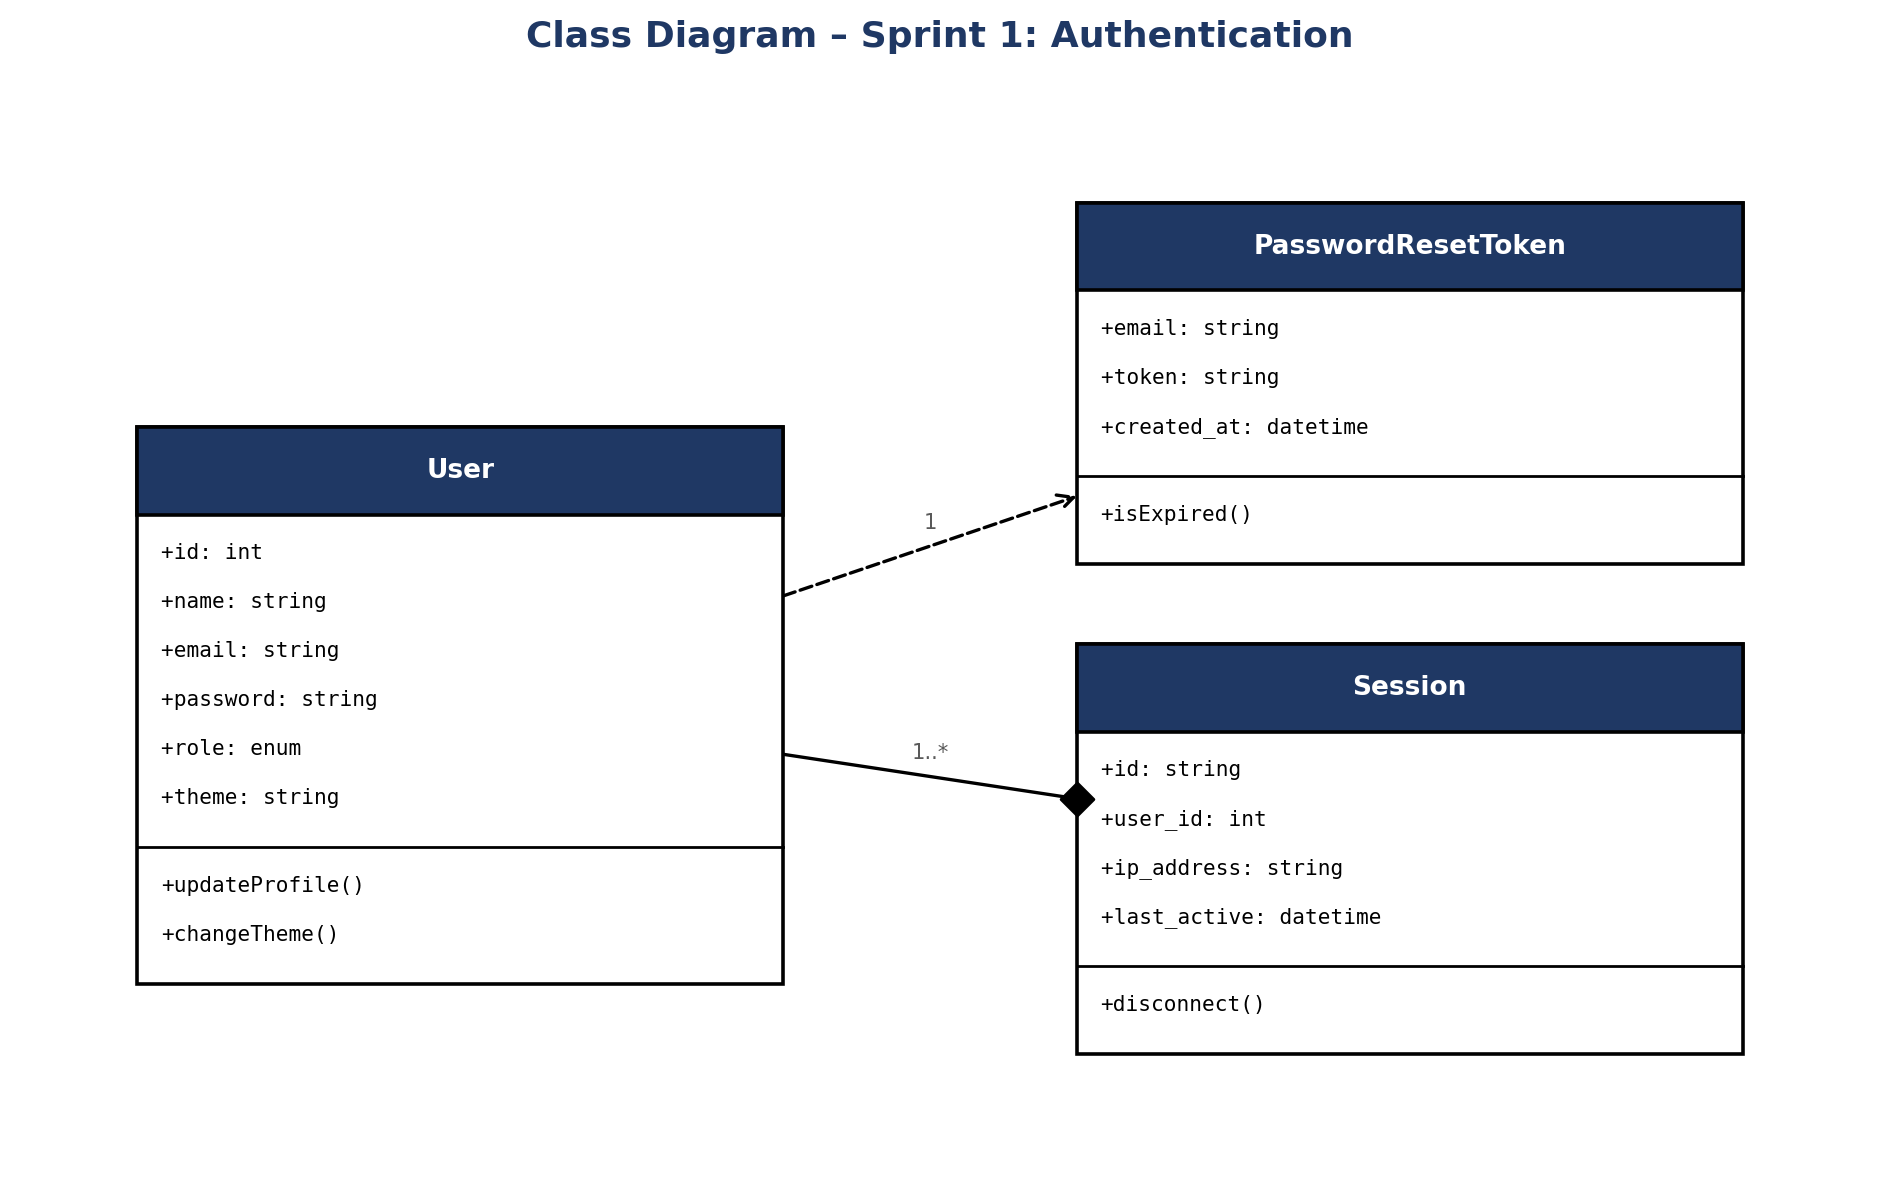 Class Diagram – Sprint 1: Authentication
PasswordResetToken
+email: string
+token: string
+created_at: datetime
+isExpired()
User
+id: int
+name: string
+email: string
+password: string
+role: enum
+theme: string
+updateProfile()
+changeTheme()
1
1..*
Session
+id: string
+user_id: int
+ip_address: string
+last_active: datetime
+disconnect()